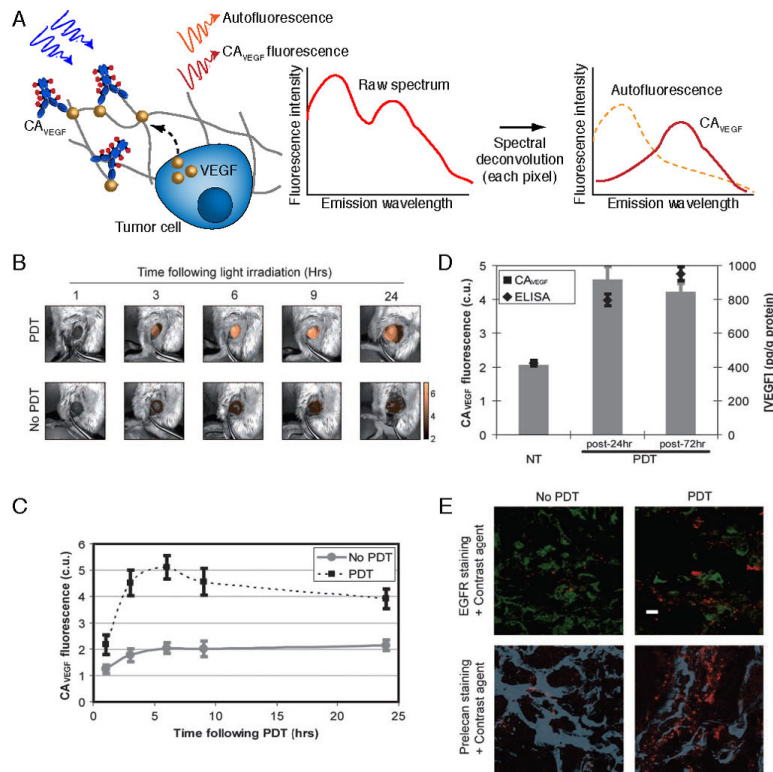 A
Autofluorescence
CAVEGF fluorescence
CAVEGF
VEGF
Tumor cell
Fluorescence intensity
Raw spectrum
Emission wavelength
Spectral
deconvolution
(each pixel)
Fluorescence intensity
Autofluorescence
CAVEGF
Emission wavelength
B
Time following light irradiation (Hrs)
1 3 6 9 24
PDT
No PDT
6
4
2
C
CAVEGF fluorescence (c.u.)
6
5
4
3
2
1
0
No PDT
PDT
0 5 10 15 20 25
Time following PDT (hrs)
D
CAVEGF fluorescence (c.u.)
5
4
3
2
1
0
CAVEGF
ELISA
1000
800
600
400
200
0
[VEGF] (pg/g protein)
NT
post-24hr post-72hr
PDT
E
No PDT PDT
EGFR staining
+ Contrast agent
Prelecan staining
+ Contrast agent